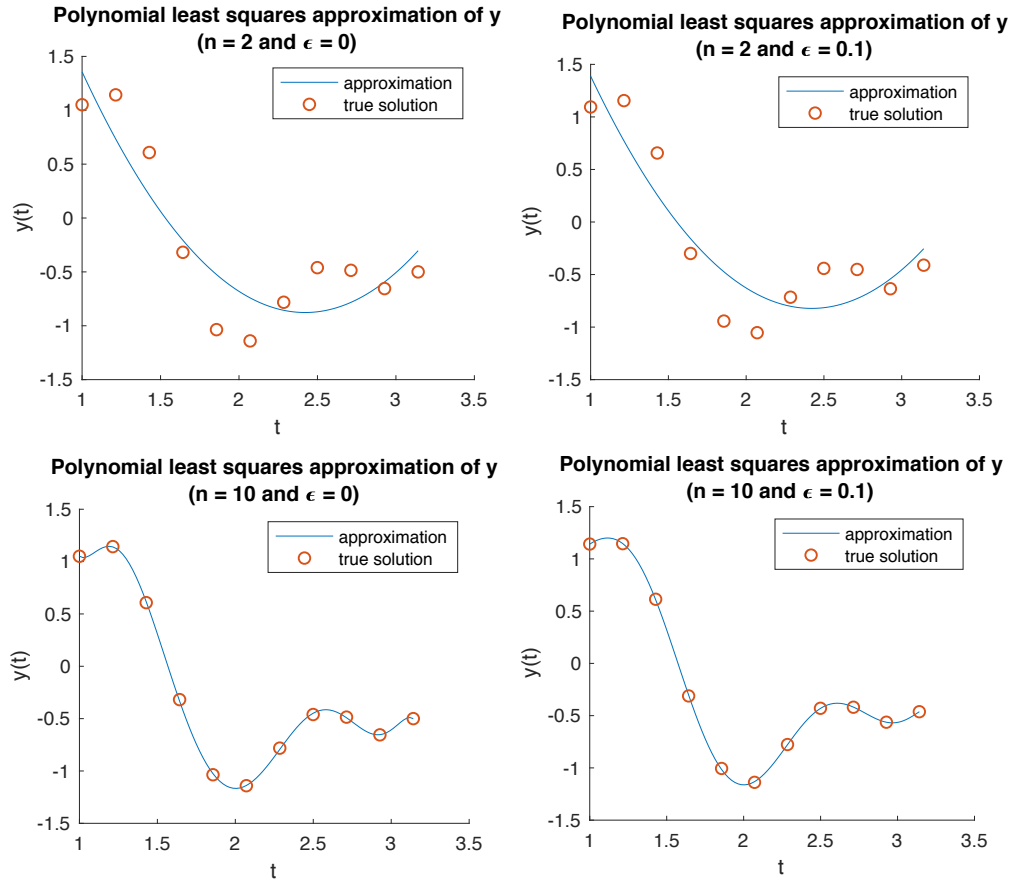 Polynomial least squares approximation of y
(n = 2 and ϵ = 0)
1.5
1
0.5
0
-0.5
-1
-1.5
y(t)
approximation
true solution
1
1.5
2
2.5
3
3.5
t
Polynomial least squares approximation of y
(n = 2 and ϵ = 0.1)
1.5
1
0.5
0
-0.5
-1
-1.5
y(t)
approximation
true solution
1
1.5
2
2.5
3
3.5
t
Polynomial least squares approximation of y
(n = 10 and ϵ = 0)
1.5
1
0.5
0
-0.5
-1
-1.5
y(t)
approximation
true solution
1
1.5
2
2.5
3
3.5
t
Polynomial least squares approximation of y
(n = 10 and ϵ = 0.1)
1.5
1
0.5
0
-0.5
-1
-1.5
y(t)
approximation
true solution
1
1.5
2
2.5
3
3.5
t